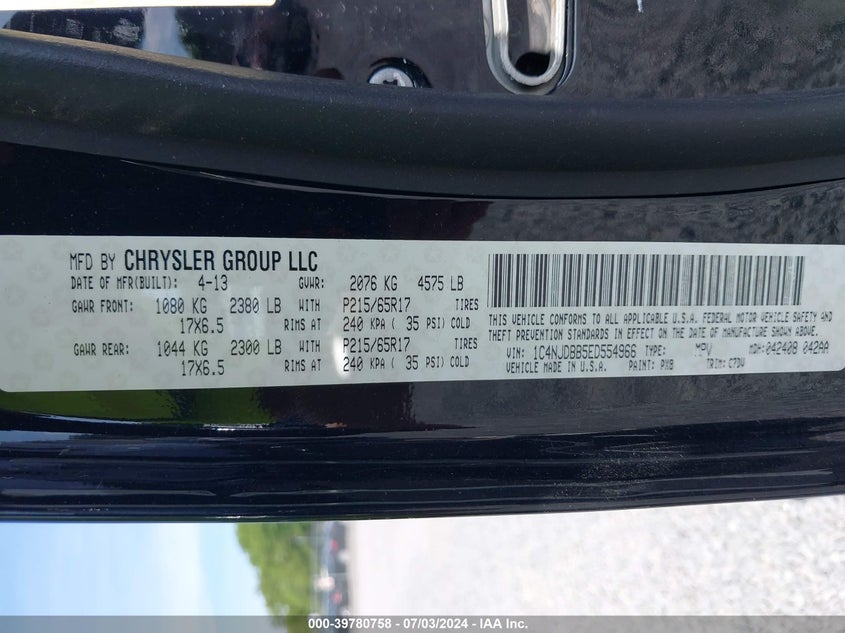 MFD BY CHRYSLER GROUP LLC
DATE OF MFR(BUILT): 4-13 GVWR: 2076 KG 4575 LB
GAWR FRONT: 1080 KG 2380 LB WITH P215/65R17 TIRES
17X6.5 RIMS AT 240 KPA ( 35 PSI) COLD
GAWR REAR: 1044 KG 2300 LB WITH P215/65R17 TIRES
17X6.5 RIMS AT 240 KPA ( 35 PSI) COLD
THIS VEHICLE CONFORMS TO ALL APPLICABLE U.S.A. FEDERAL MOTOR VEHICLE SAFETY AND
THEFT PREVENTION STANDARDS IN EFFECT ON THE DATE OF MANUFACTURE SHOWN ABOVE.
VIN: 1C4NJDBB5ED554966 TYPE: MPV MDH: 042408 042AA
VEHICLE MADE IN U.S.A. PAINT: PX8 TRIM: C7DV
000-39780758 - 07/03/2024 - IAA Inc.